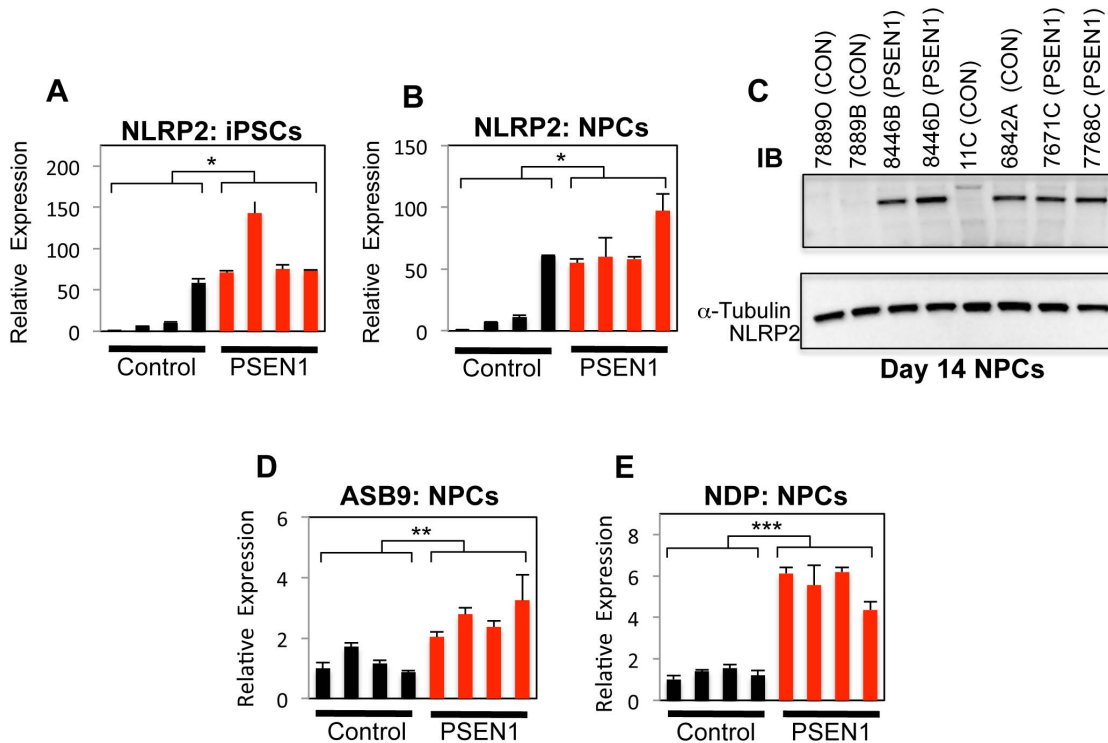 A
NLRP2: iPSCs
Relative Expression
200
150
100
50
0
*
Control
PSEN1
B
NLRP2: NPCs
Relative Expression
150
100
50
0
*
Control
PSEN1
C
7889O (CON)
7889B (CON)
8446B (PSEN1)
8446D (PSEN1)
11C (CON)
6842A (CON)
7671C (PSEN1)
7768C (PSEN1)
IB
α-Tubulin
NLRP2
Day 14 NPCs
D
ASB9: NPCs
Relative Expression
6
4
2
0
**
Control
PSEN1
E
NDP: NPCs
Relative Expression
8
6
4
2
0
***
Control
PSEN1